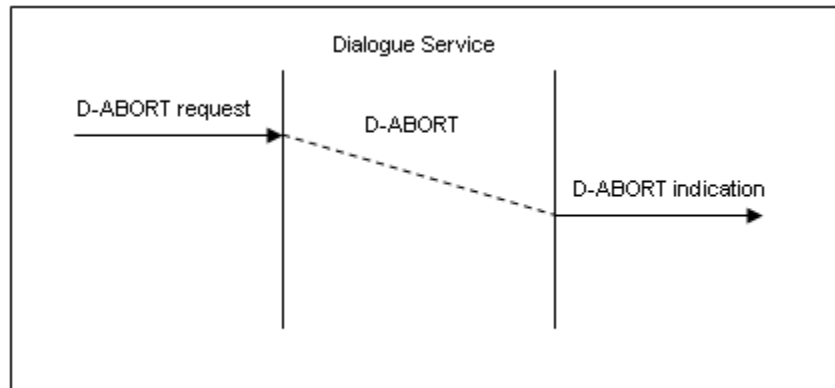 Dialogue Service
D-ABORT request
D-ABORT
D-ABORT indication